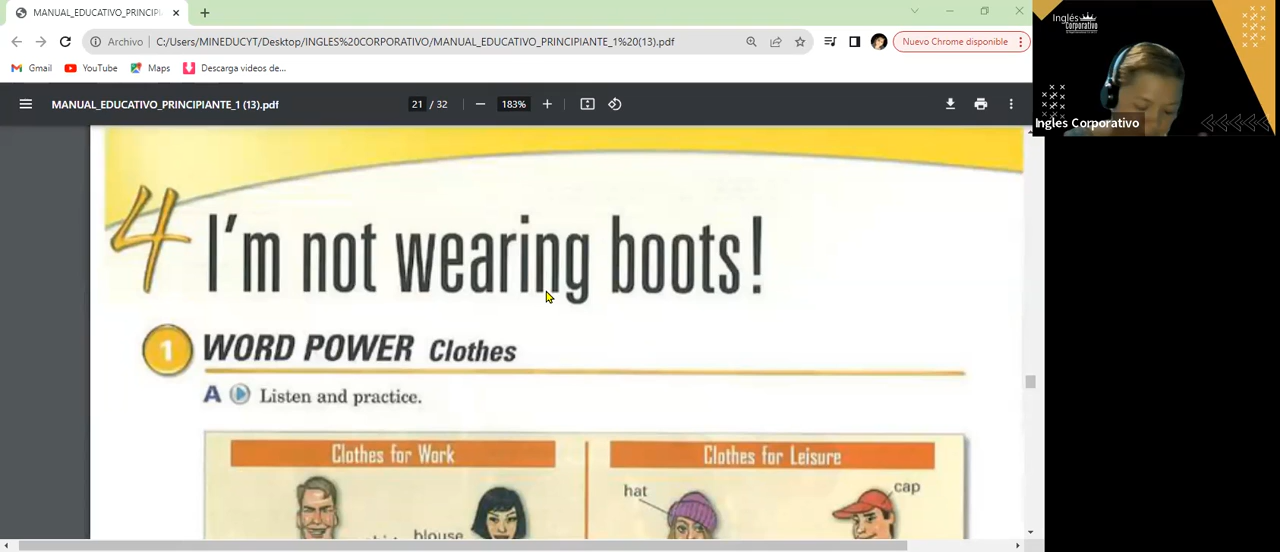 MANUAL_EDUCATIVO_PRINCIPI
Archivo
C:/Users/MINEDUCYT/Desktop/INGLES%20CORPORATIVO/MANUAL_EDUCATIVO_PRINCIPIANTE_1%20(13).pdf
Nuevo Chrome disponible
Gmail
YouTube
Maps
Descarga videos de...
MANUAL_EDUCATIVO_PRINCIPIANTE_1 (13).pdf
21 / 32
183%
Inglés
Corporativo
Ingles Corporativo
4 I'm not wearing boots!
1 WORD POWER Clothes
A Listen and practice.
Clothes for Work
Clothes for Leisure
blouse
hat
cap